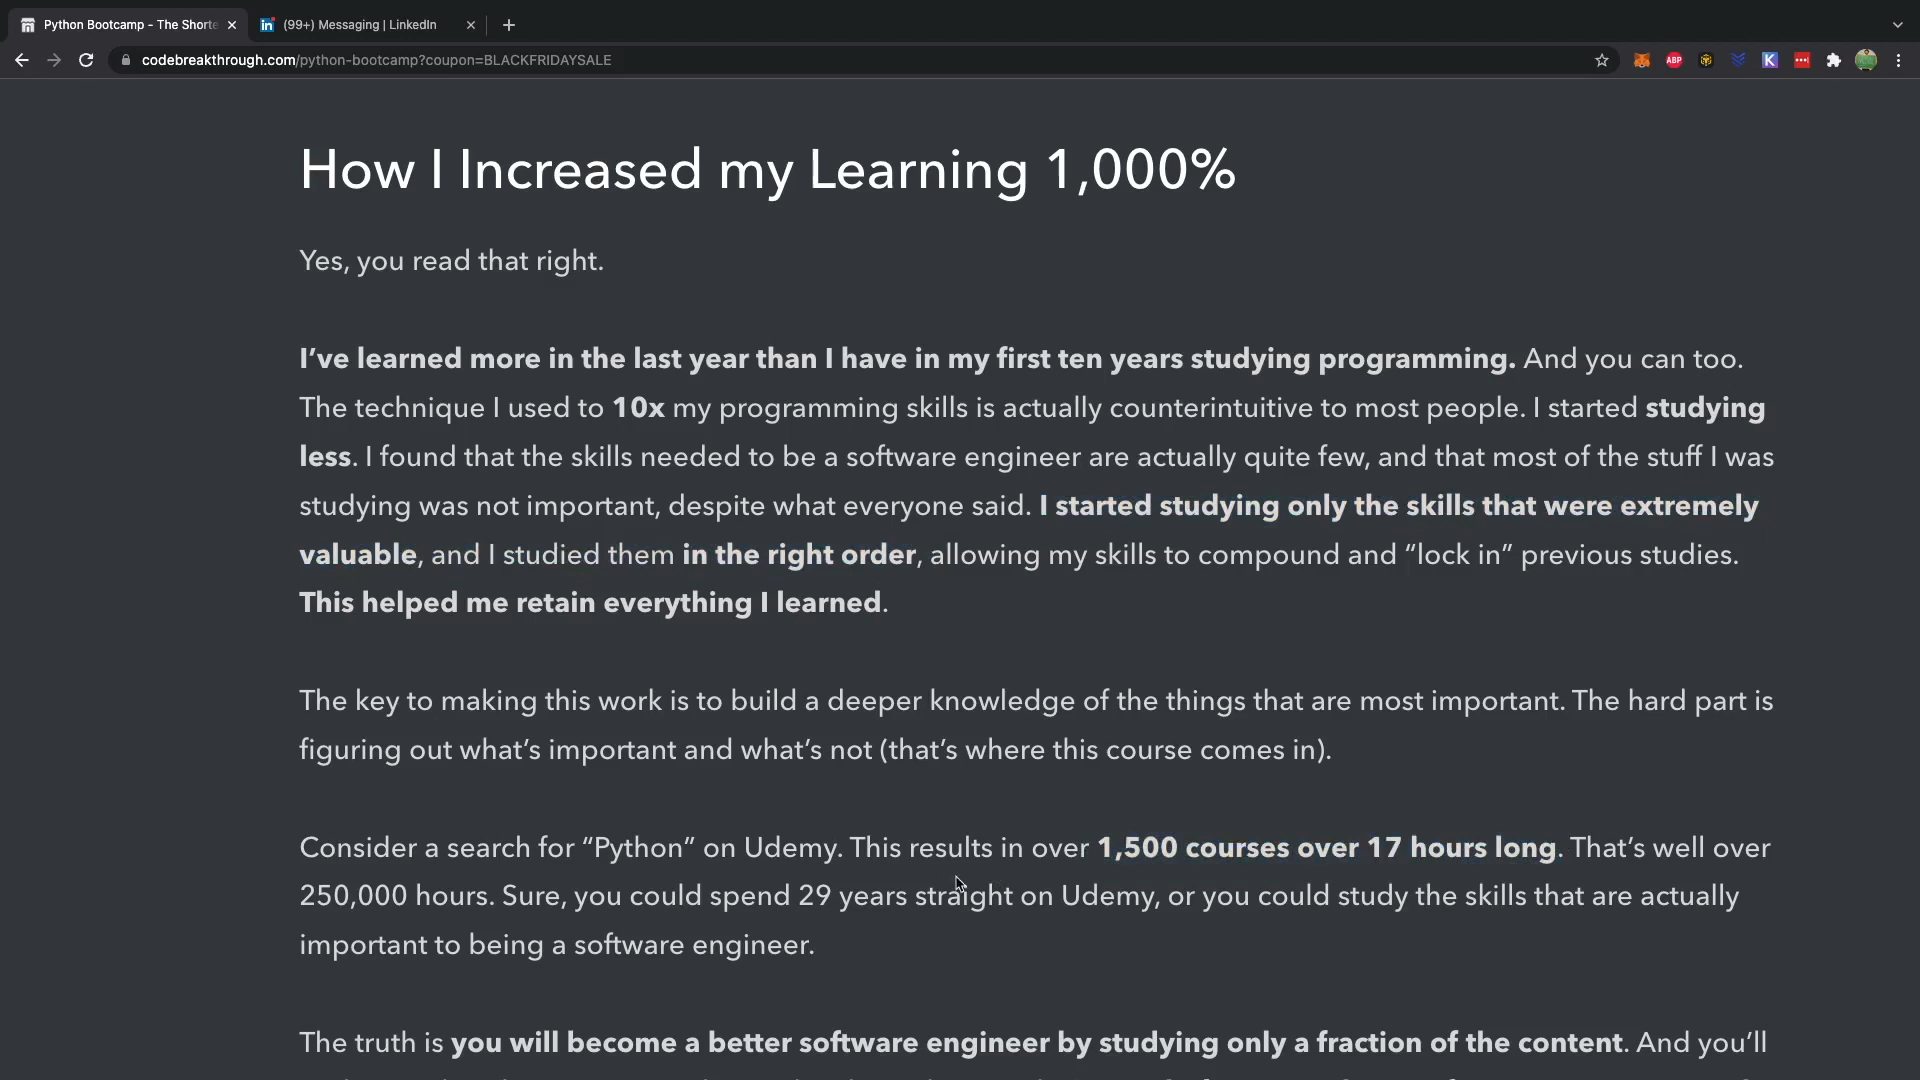 Python Bootcamp - The Shorte
(99+) Messaging | LinkedIn
codebreakthrough.com/python-bootcamp?coupon=BLACKFRIDAYSALE
ABP
K
How I Increased my Learning 1,000%
Yes, you read that right.
I’ve learned more in the last year than I have in my first ten years studying programming. And you can too.
The technique I used to 10x my programming skills is actually counterintuitive to most people. I started studying
less. I found that the skills needed to be a software engineer are actually quite few, and that most of the stuff I was
studying was not important, despite what everyone said. I started studying only the skills that were extremely
valuable, and I studied them in the right order, allowing my skills to compound and “lock in” previous studies.
This helped me retain everything I learned.
The key to making this work is to build a deeper knowledge of the things that are most important. The hard part is
figuring out what’s important and what’s not (that’s where this course comes in).
Consider a search for “Python” on Udemy. This results in over 1,500 courses over 17 hours long. That’s well over
250,000 hours. Sure, you could spend 29 years straight on Udemy, or you could study the skills that are actually
important to being a software engineer.
The truth is you will become a better software engineer by studying only a fraction of the content. And you’ll